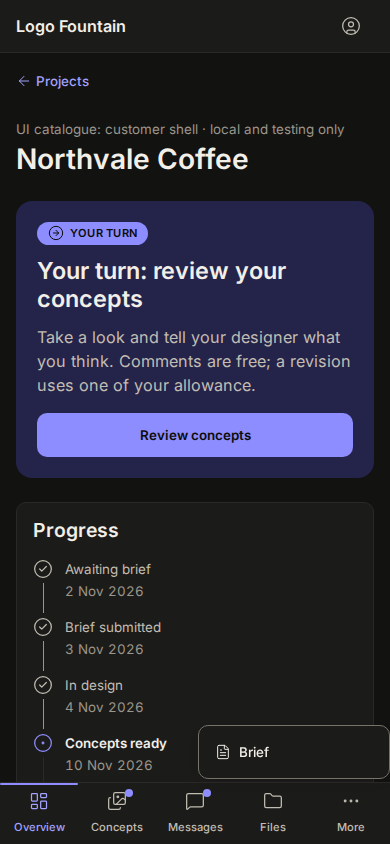 Logo Fountain
Projects
UI catalogue: customer shell · local and testing only
Northvale Coffee
YOUR TURN
Your turn: review your
concepts
Take a look and tell your designer what
you think. Comments are free; a revision
uses one of your allowance.
Review concepts
Progress
Awaiting brief
2 Nov 2026
Brief submitted
3 Nov 2026
In design
4 Nov 2026
Concepts ready
10 Nov 2026
Brief
Overview
Concepts
Messages
Files
More